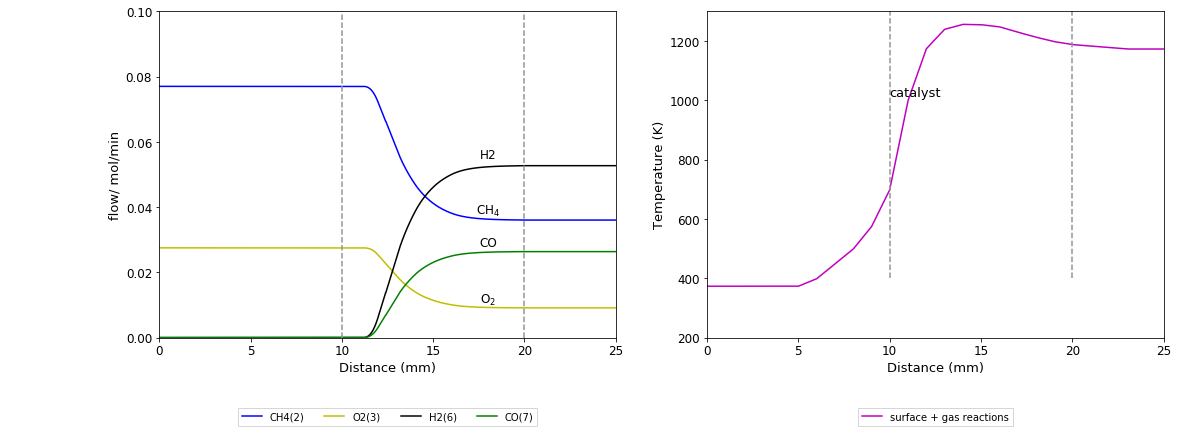 0.10
0.08
0.06
0.04
0.02
0.00
flow/ mol/min
H2
CH₄
CO
O₂
0 5 10 15 20 25
Distance (mm)
CH4(2) O2(3) H2(6) CO(7)
1200
1000
800
600
400
200
Temperature (K)
catalyst
0 5 10 15 20 25
Distance (mm)
surface + gas reactions